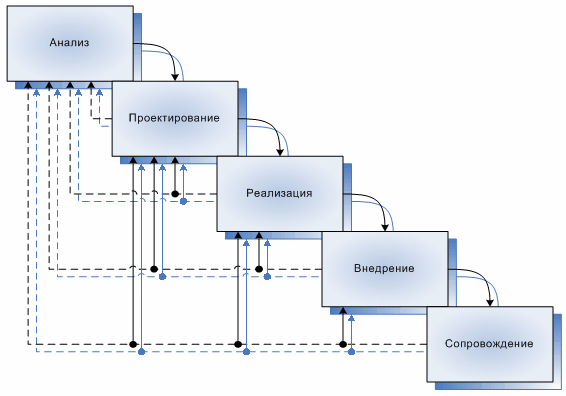 Анализ
Проектирование
Реализация
Внедрение
Сопровождение